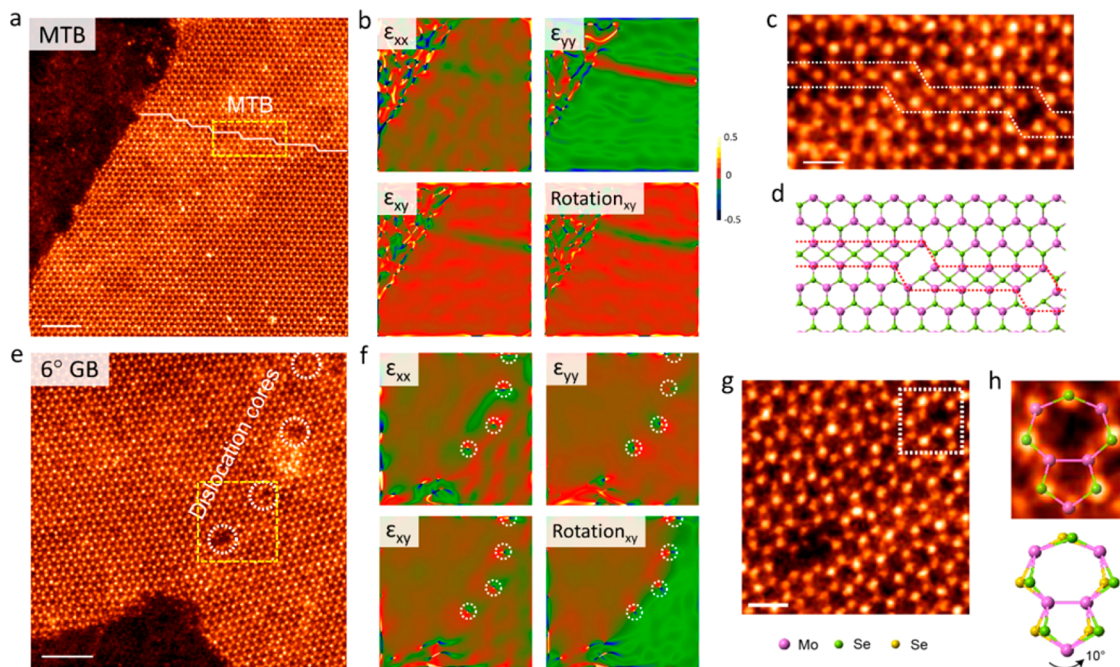 a
MTB
MTB
b
εxx
εyy
εxy
Rotationxy
0.5
0
-0.5
c
d
e
6° GB
Dislocation cores
f
εxx
εyy
εxy
Rotationxy
g
h
Mo
Se
Se
10°